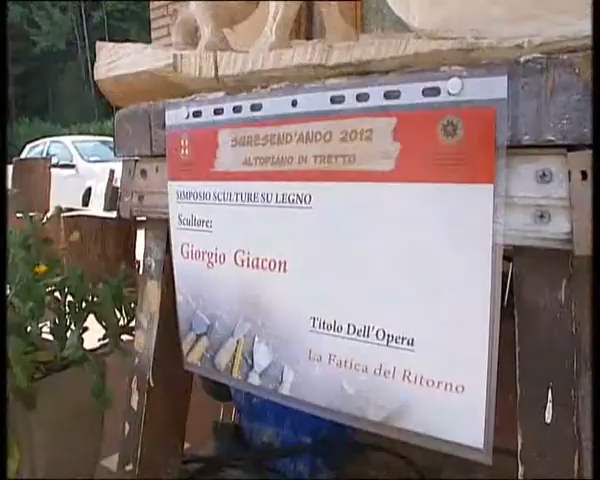 SGRESEND'ANDO 2012
ALTOPIANO DI TRETTO
SIMPOSIO SCULTURE SU LEGNO
Scultore:
Giorgio Giacon
Titolo Dell'Opera
La Fatica del Ritorno